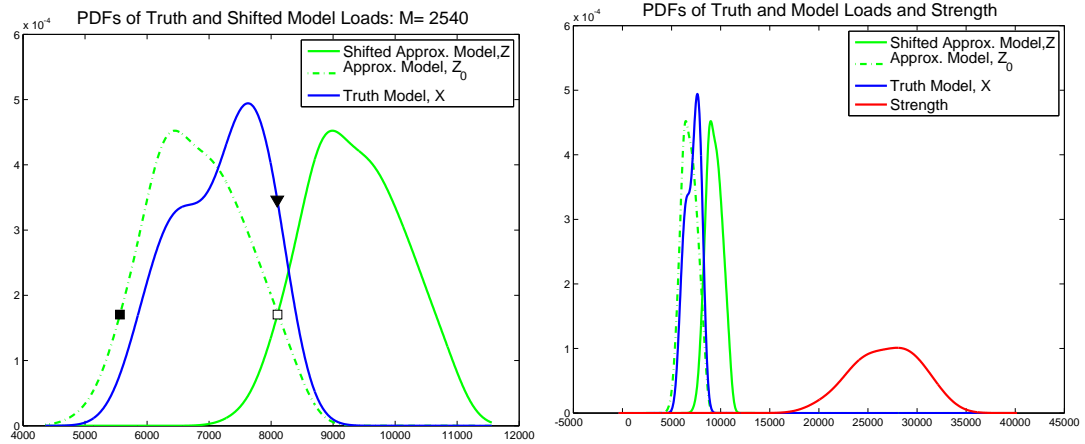 PDFs of Truth and Shifted Model Loads: M= 2540
x 10⁻⁴
6
5
4
3
2
1
0
4000 5000 6000 7000 8000 9000 10000 11000 12000
Shifted Approx. Model,Z
Approx. Model, Z₀
Truth Model, X
PDFs of Truth and Model Loads and Strength
x 10⁻⁴
6
5
4
3
2
1
0
-5000 0 5000 10000 15000 20000 25000 30000 35000 40000 45000
Shifted Approx. Model,Z
Approx. Model, Z₀
Truth Model, X
Strength